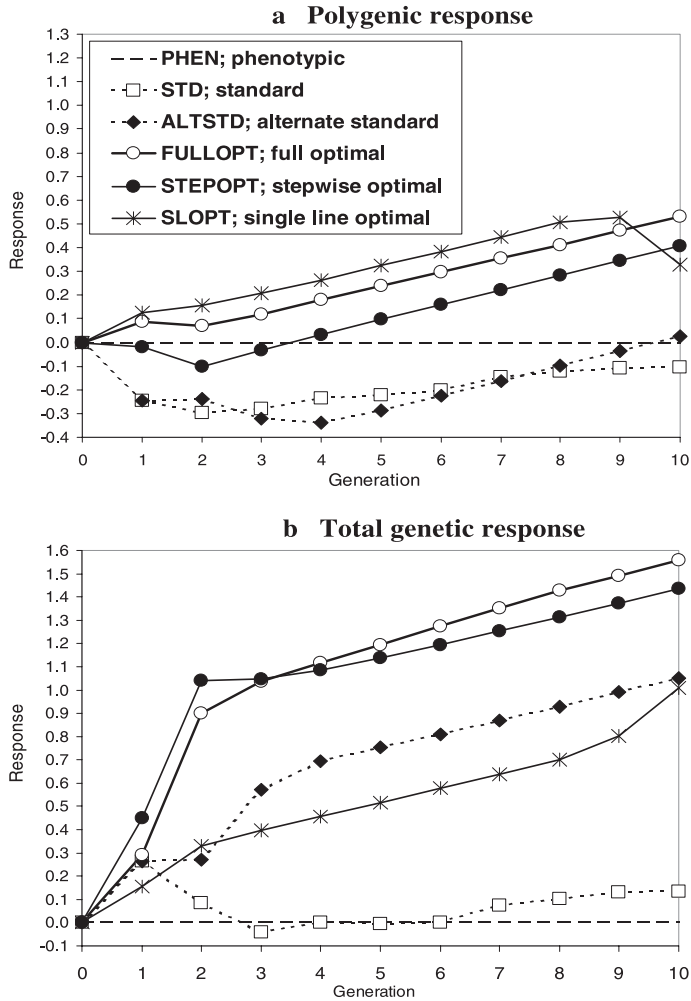 a Polygenic response
1.3
1.2
1.1
1.0
0.9
0.8
0.7
0.6
0.5
0.4
0.3
0.2
0.1
0.0
-0.1
-0.2
-0.3
-0.4
Response
PHEN; phenotypic
STD; standard
ALTSTD; alternate standard
FULLOPT; full optimal
STEPOPT; stepwise optimal
SLOPT; single line optimal
0 1 2 3 4 5 6 7 8 9 10
Generation
b Total genetic response
1.6
1.5
1.4
1.3
1.2
1.1
1.0
0.9
0.8
0.7
0.6
0.5
0.4
0.3
0.2
0.1
0.0
-0.1
Response
0 1 2 3 4 5 6 7 8 9 10
Generation